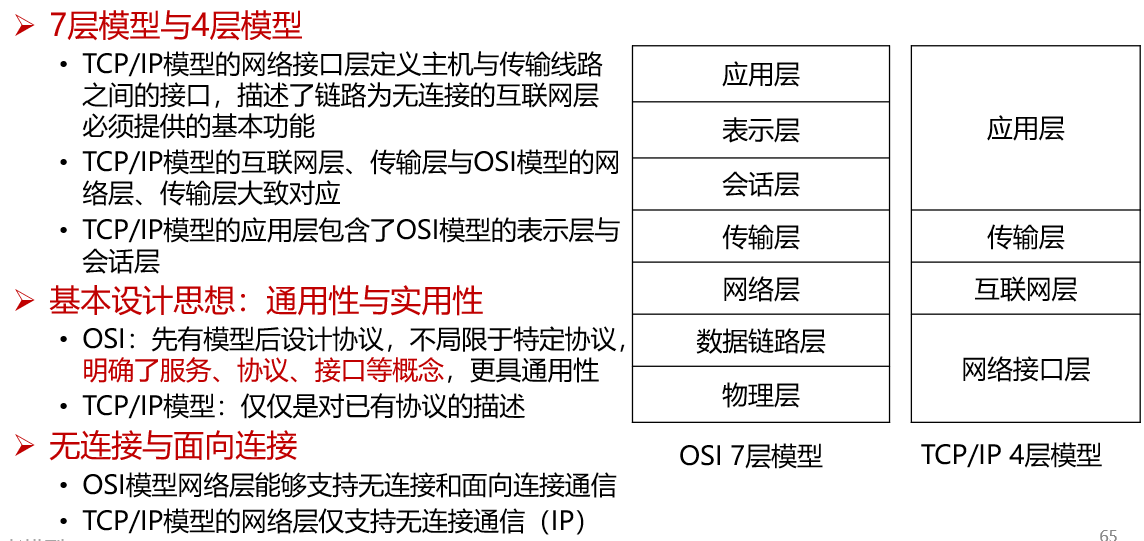 ➢ 7层模型与4层模型
• TCP/IP模型的网络接口层定义主机与传输线路
之间的接口，描述了链路为无连接的互联网层
必须提供的基本功能
• TCP/IP模型的互联网层、传输层与OSI模型的网
络层、传输层大致对应
• TCP/IP模型的应用层包含了OSI模型的表示层与
会话层
➢ 基本设计思想：通用性与实用性
• OSI：先有模型后设计协议，不局限于特定协议，
明确了服务、协议、接口等概念，更具通用性
• TCP/IP模型：仅仅是对已有协议的描述
➢ 无连接与面向连接
• OSI模型网络层能够支持无连接和面向连接通信
• TCP/IP模型的网络层仅支持无连接通信（IP）
应用层
表示层
会话层
传输层
网络层
数据链路层
物理层
OSI 7层模型
应用层
传输层
互联网层
网络接口层
TCP/IP 4层模型
65